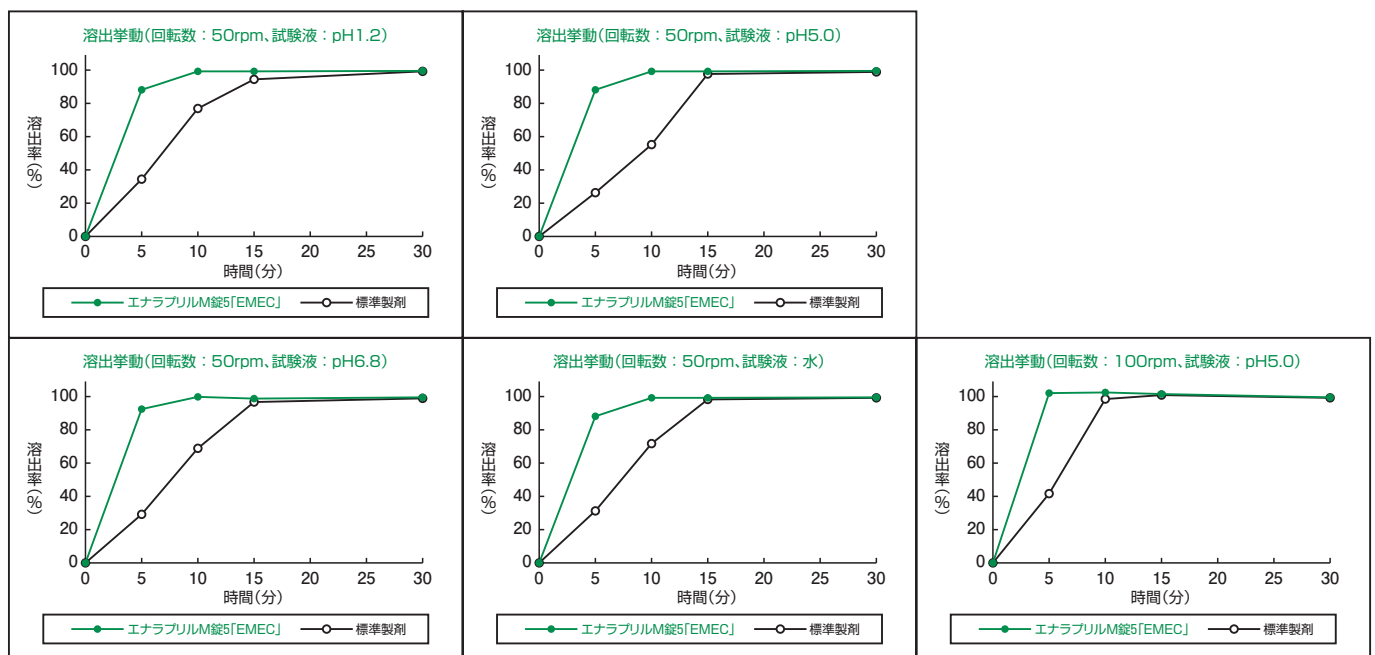 溶出挙動(回転数：50rpm、試験液：pH1.2)
溶出率(%)
100
80
60
40
20
0
0 5 10 15 20 25 30
時間(分)
エナラプリルM錠5「EMEC」 標準製剤
溶出挙動(回転数：50rpm、試験液：pH5.0)
溶出率(%)
100
80
60
40
20
0
0 5 10 15 20 25 30
時間(分)
エナラプリルM錠5「EMEC」 標準製剤
溶出挙動(回転数：50rpm、試験液：pH6.8)
溶出率(%)
100
80
60
40
20
0
0 5 10 15 20 25 30
時間(分)
エナラプリルM錠5「EMEC」 標準製剤
溶出挙動(回転数：50rpm、試験液：水)
溶出率(%)
100
80
60
40
20
0
0 5 10 15 20 25 30
時間(分)
エナラプリルM錠5「EMEC」 標準製剤
溶出挙動(回転数：100rpm、試験液：pH5.0)
溶出率(%)
100
80
60
40
20
0
0 5 10 15 20 25 30
時間(分)
エナラプリルM錠5「EMEC」 標準製剤